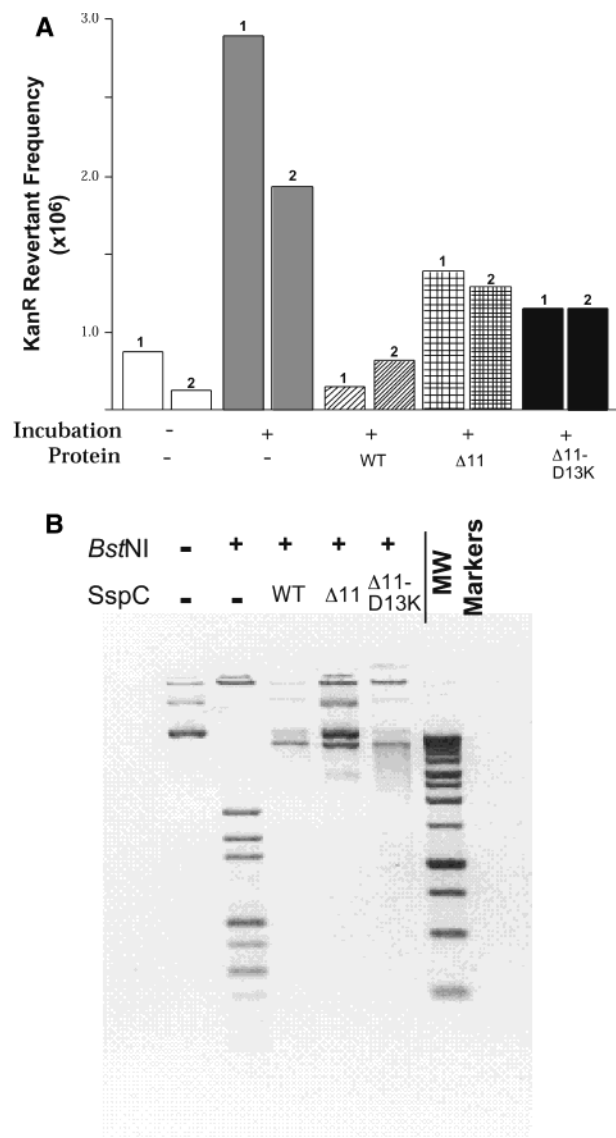 A
3.0
2.0
1.0
KanR Revertant Frequency
(x10⁶)
1
2
1
2
1
2
1
2
1
2
Incubation - + + + +
Protein - - WT Δ11 Δ11-
D13K
B
BstNI - + + + +
SspC - - WT Δ11 Δ11-
D13K
MW
Markers